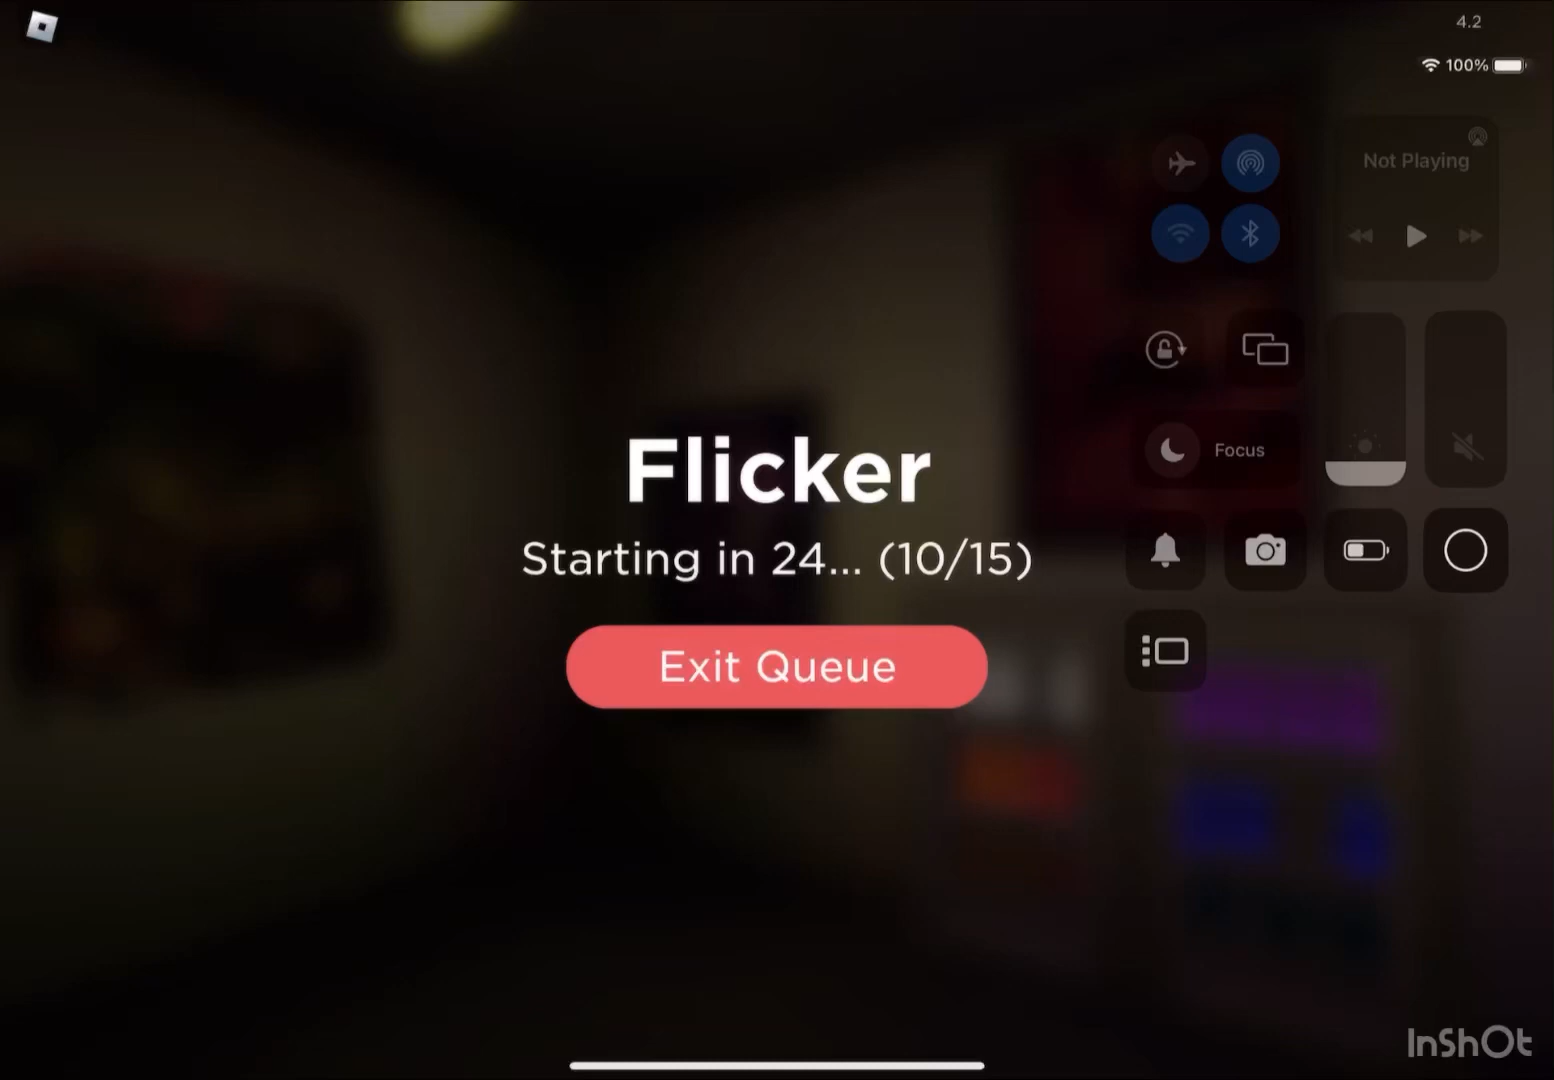 4.2
100%
Not Playing
Focus
Flicker
Starting in 24... (10/15)
Exit Queue
InShOt